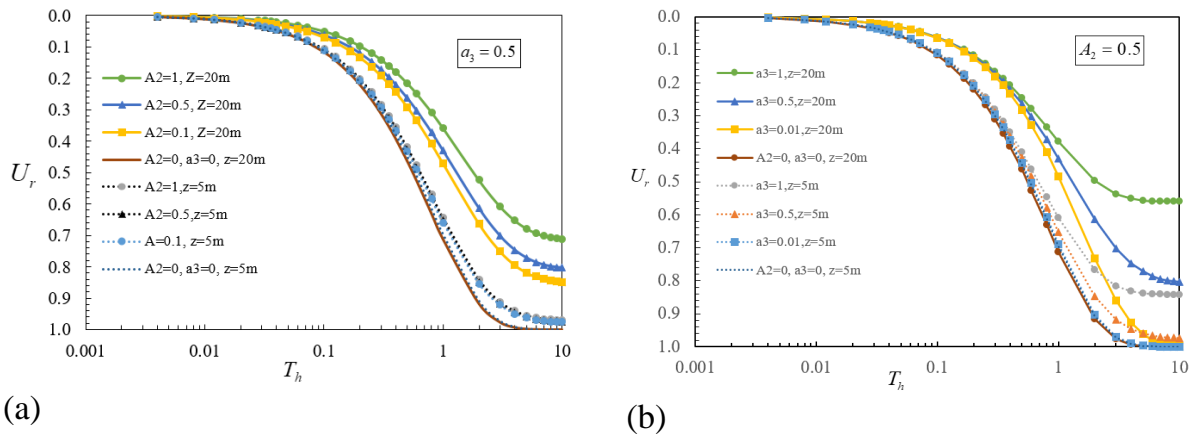 0.0
0.1
0.2
0.3
0.4
0.5
0.6
0.7
0.8
0.9
1.0
U_r
a_3 = 0.5
A2=1, Z=20m
A2=0.5, Z=20m
A2=0.1, Z=20m
A2=0, a3=0, z=20m
A2=1,z=5m
A2=0.5,z=5m
A=0.1, z=5m
A2=0, a3=0, z=5m
0.001 0.01 0.1 1 10
T_h
(a)
0.0
0.1
0.2
0.3
0.4
0.5
0.6
0.7
0.8
0.9
1.0
U_r
A_2 = 0.5
a3=1,z=20m
a3=0.5,z=20m
a3=0.01,z=20m
A2=0, a3=0, z=20m
a3=1,z=5m
a3=0.5,z=5m
a3=0.01,z=5m
A2=0, a3=0, z=5m
0.001 0.01 0.1 1 10
T_h
(b)